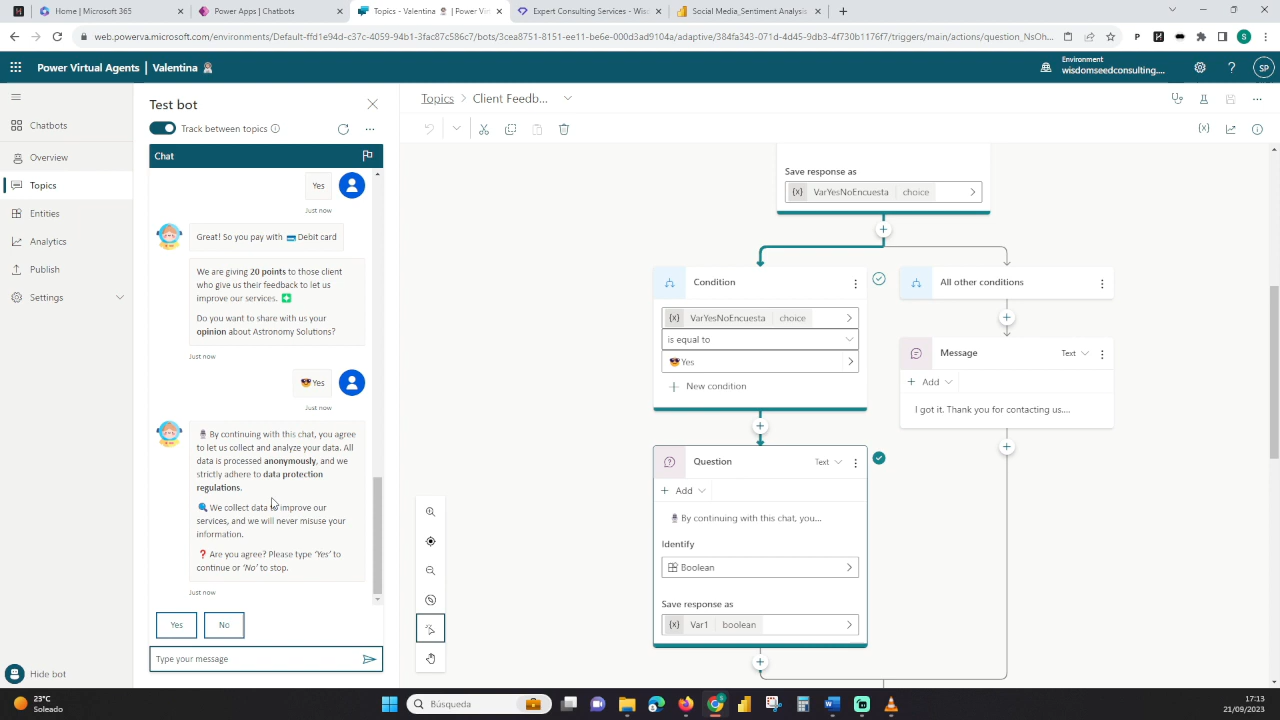 Home | Microsoft 365
Power Apps | Chatbots
Topics - Valentina
Expert Consulting Services - Wis
Social Media_Sentiment Analysis
web.powerva.microsoft.com/environments/Default-ffd1e94d-c37c-4059-94b1-3fac87c586c7/bots/3cea8751-8151-ee11-be6e-000d3ad9104a/adaptive/384fa343-071d-4d45-9db3-4f730b1176f7/triggers/main/actions/question_NsOh...
P
S
Power Virtual Agents | Valentina
Environment
wisdomseedconsulting....
SP
Chatbots
Overview
Topics
Entities
Analytics
Publish
Settings
Hide bot
Test bot
Track between topics
Chat
Yes
Just now
Great! So you pay with 💳 Debit card
We are giving 20 points to those client
who give us their feedback to let us
improve our services. ➕
Do you want to share with us your
opinion about Astronomy Solutions?
Just now
😎Yes
Just now
By continuing with this chat, you agree
to let us collect and analyze your data. All
data is processed anonymously, and we
strictly adhere to data protection
regulations.
🔍 We collect data to improve our
services, and we will never misuse your
information.
❓ Are you agree? Please type 'Yes' to
continue or 'No' to stop.
Just now
Yes
No
Type your message
Topics > Client Feedb...
Save response as
{x} VarYesNoEncuesta choice
Condition
{x} VarYesNoEncuesta choice
is equal to
😎Yes
New condition
All other conditions
Message
Text
Add
I got it. Thank you for contacting us....
Question
Text
Add
By continuing with this chat, you...
Identify
Boolean
Save response as
{x} Var1 boolean
23°C
Soleado
Búsqueda
17:13
21/09/2023